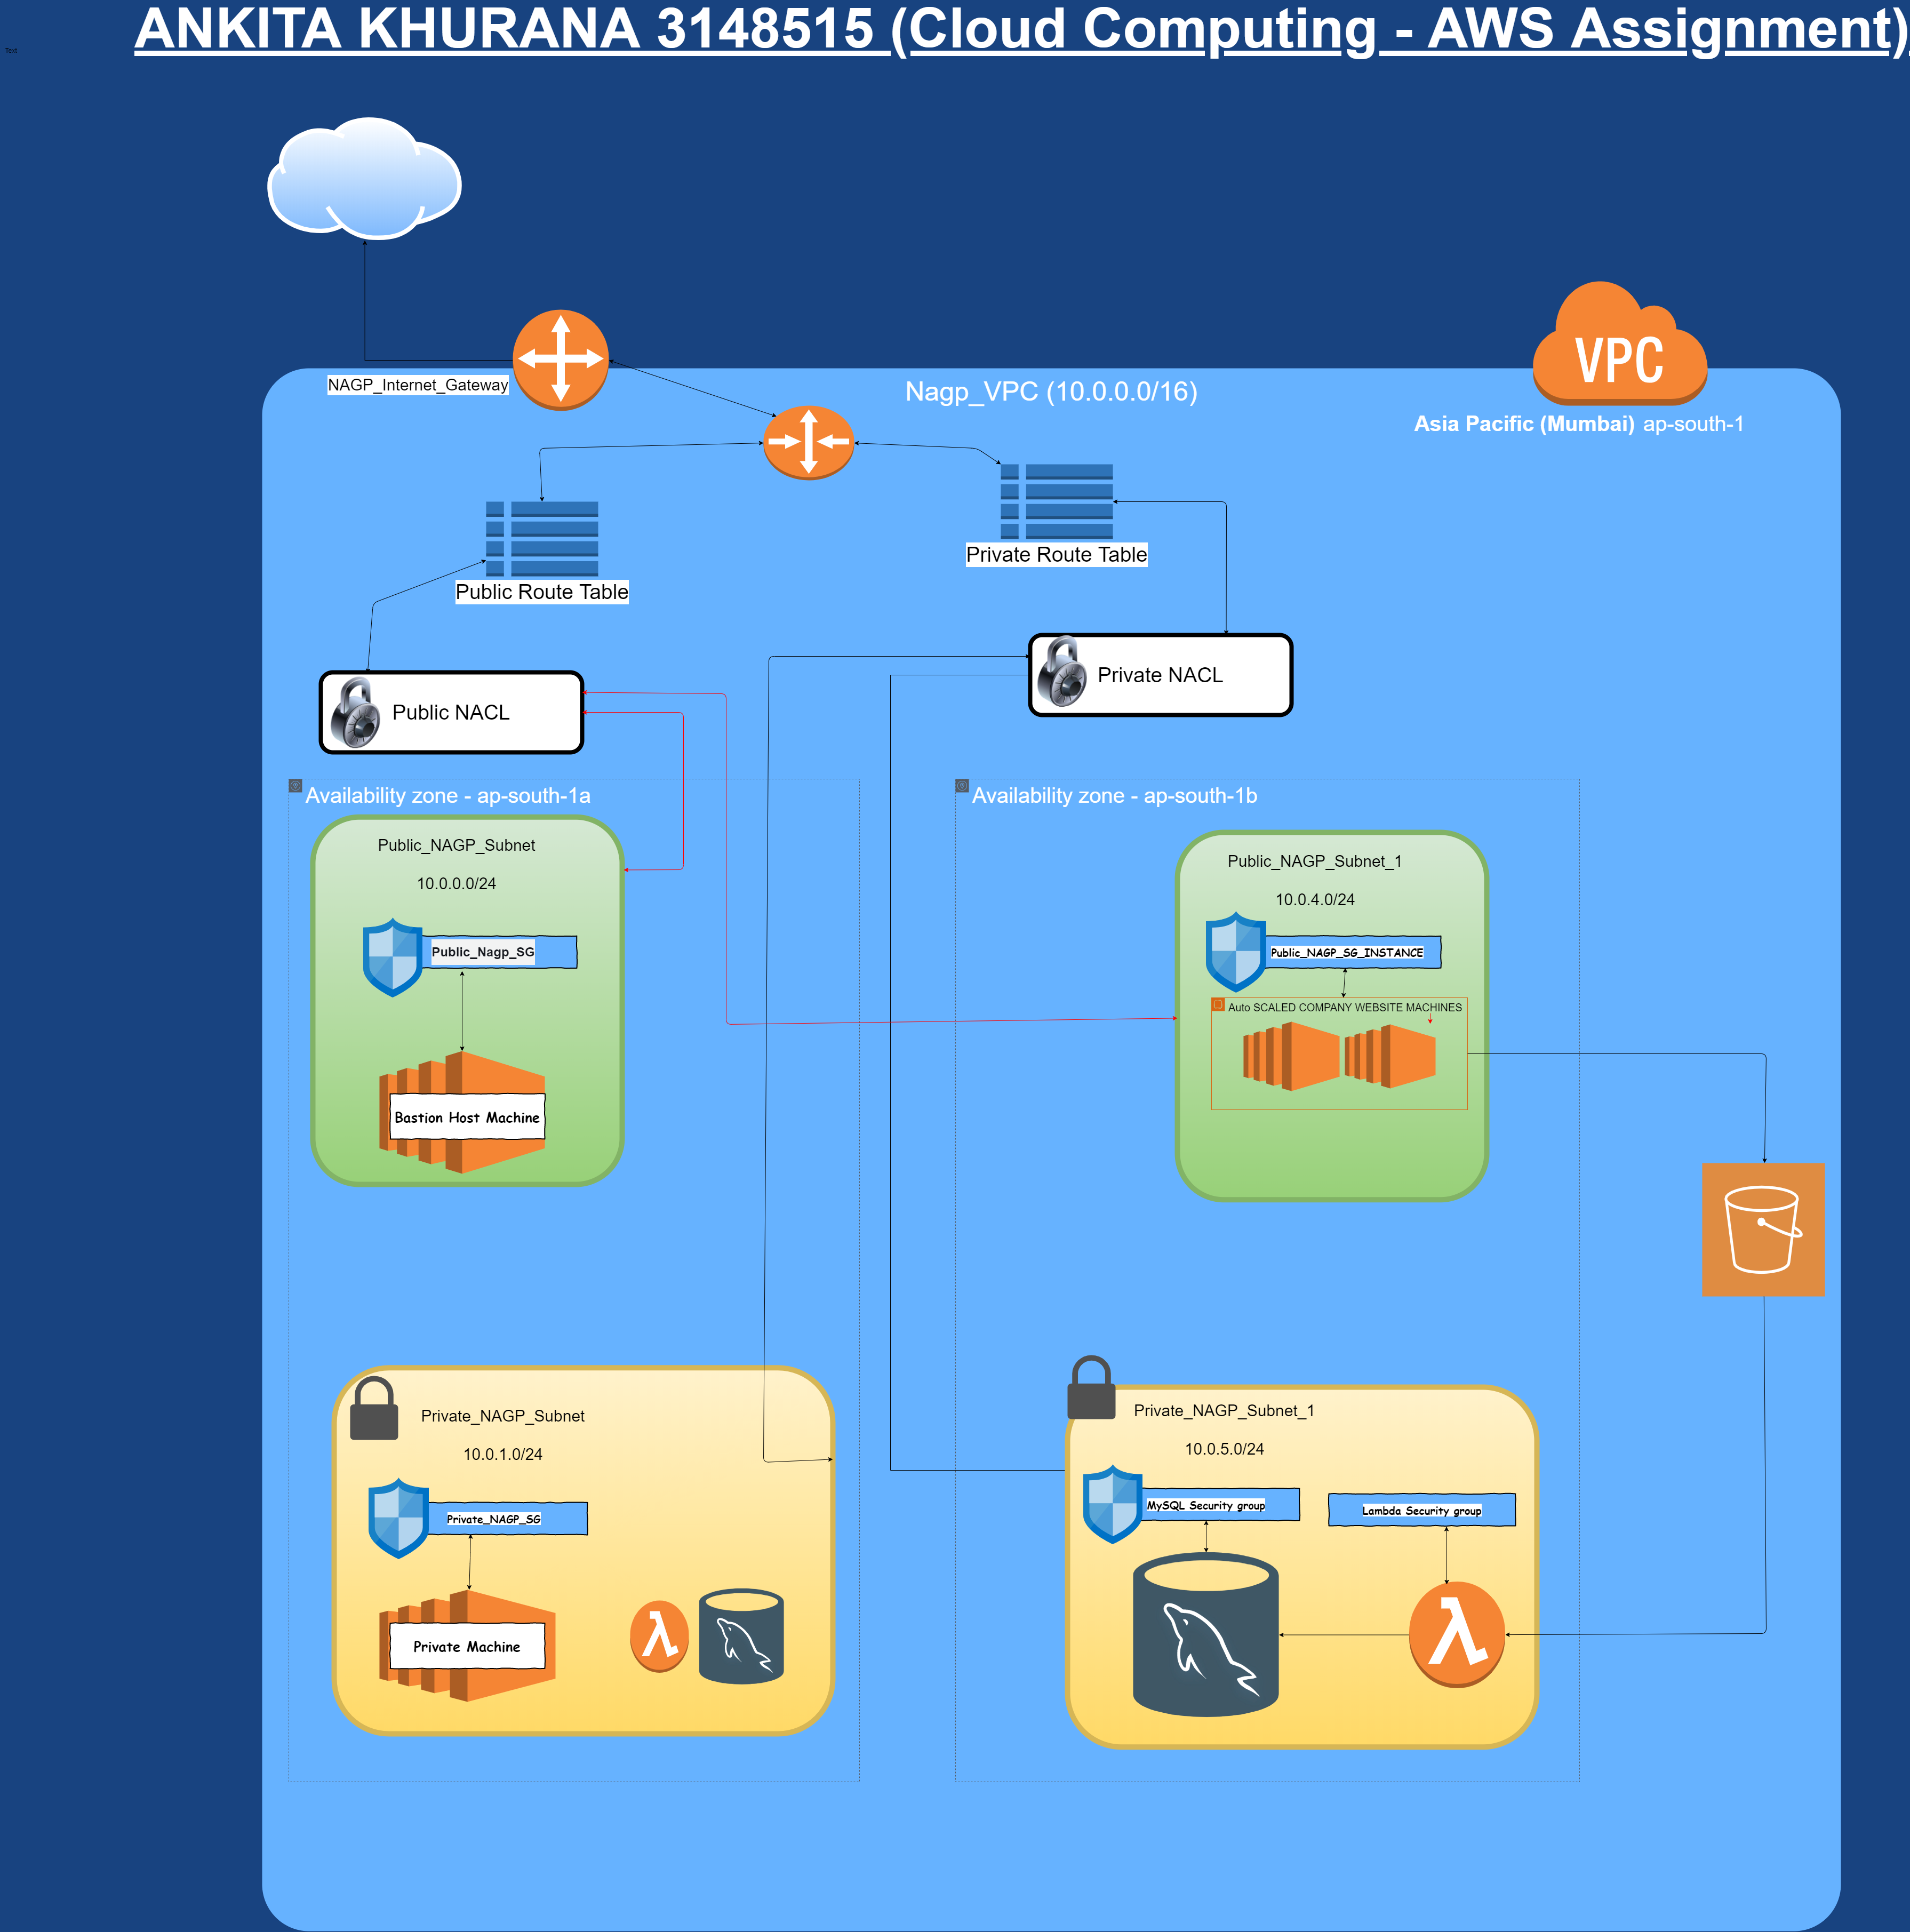 ANKITA KHURANA 3148515 (Cloud Computing - AWS Assignment)
Text
VPC
NAGP_Internet_Gateway
Nagp_VPC (10.0.0.0/16)
Asia Pacific (Mumbai) ap-south-1
Private Route Table
Public Route Table
Private NACL
Public NACL
Availability zone - ap-south-1a
Availability zone - ap-south-1b
Public_NAGP_Subnet
10.0.0.0/24
Public_Nagp_SG
Bastion Host Machine
Public_NAGP_Subnet_1
10.0.4.0/24
Public_NAGP_SG_INSTANCE
Auto SCALED COMPANY WEBSITE MACHINES
Private_NAGP_Subnet
10.0.1.0/24
Private_NAGP_SG
Private Machine
Private_NAGP_Subnet_1
10.0.5.0/24
MySQL Security group
Lambda Security group